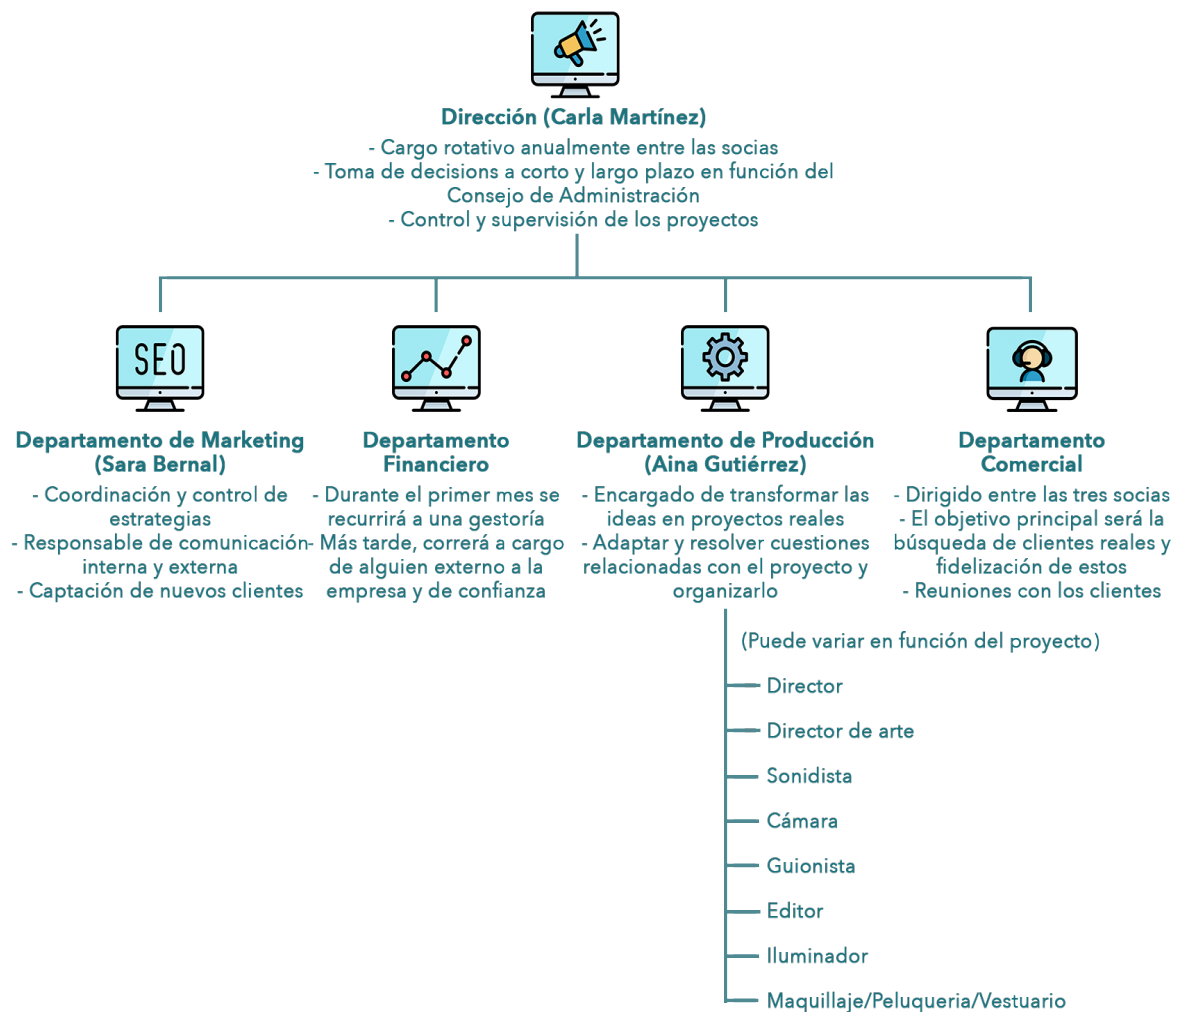 Dirección (Carla Martínez)
- Cargo rotativo anualmente entre las socias
- Toma de decisions a corto y largo plazo en función del
Consejo de Administración
- Control y supervisión de los proyectos
SEO
Departamento de Marketing
(Sara Bernal)
- Coordinación y control de
estrategias
- Responsable de comunicación
interna y externa
- Captación de nuevos clientes
Departamento
Financiero
- Durante el primer mes se
recurrirá a una gestoría
- Más tarde, correrá a cargo
de alguien externo a la
empresa y de confianza
Departamento de Producción
(Aina Gutiérrez)
- Encargado de transformar las
ideas en proyectos reales
- Adaptar y resolver cuestiones
relacionadas con el proyecto y
organizarlo
(Puede variar en función del proyecto)
Director
Director de arte
Sonidista
Cámara
Guionista
Editor
Iluminador
Maquillaje/Peluqueria/Vestuario
Departamento
Comercial
- Dirigido entre las tres socias
- El objetivo principal será la
búsqueda de clientes reales y
fidelización de estos
- Reuniones con los clientes